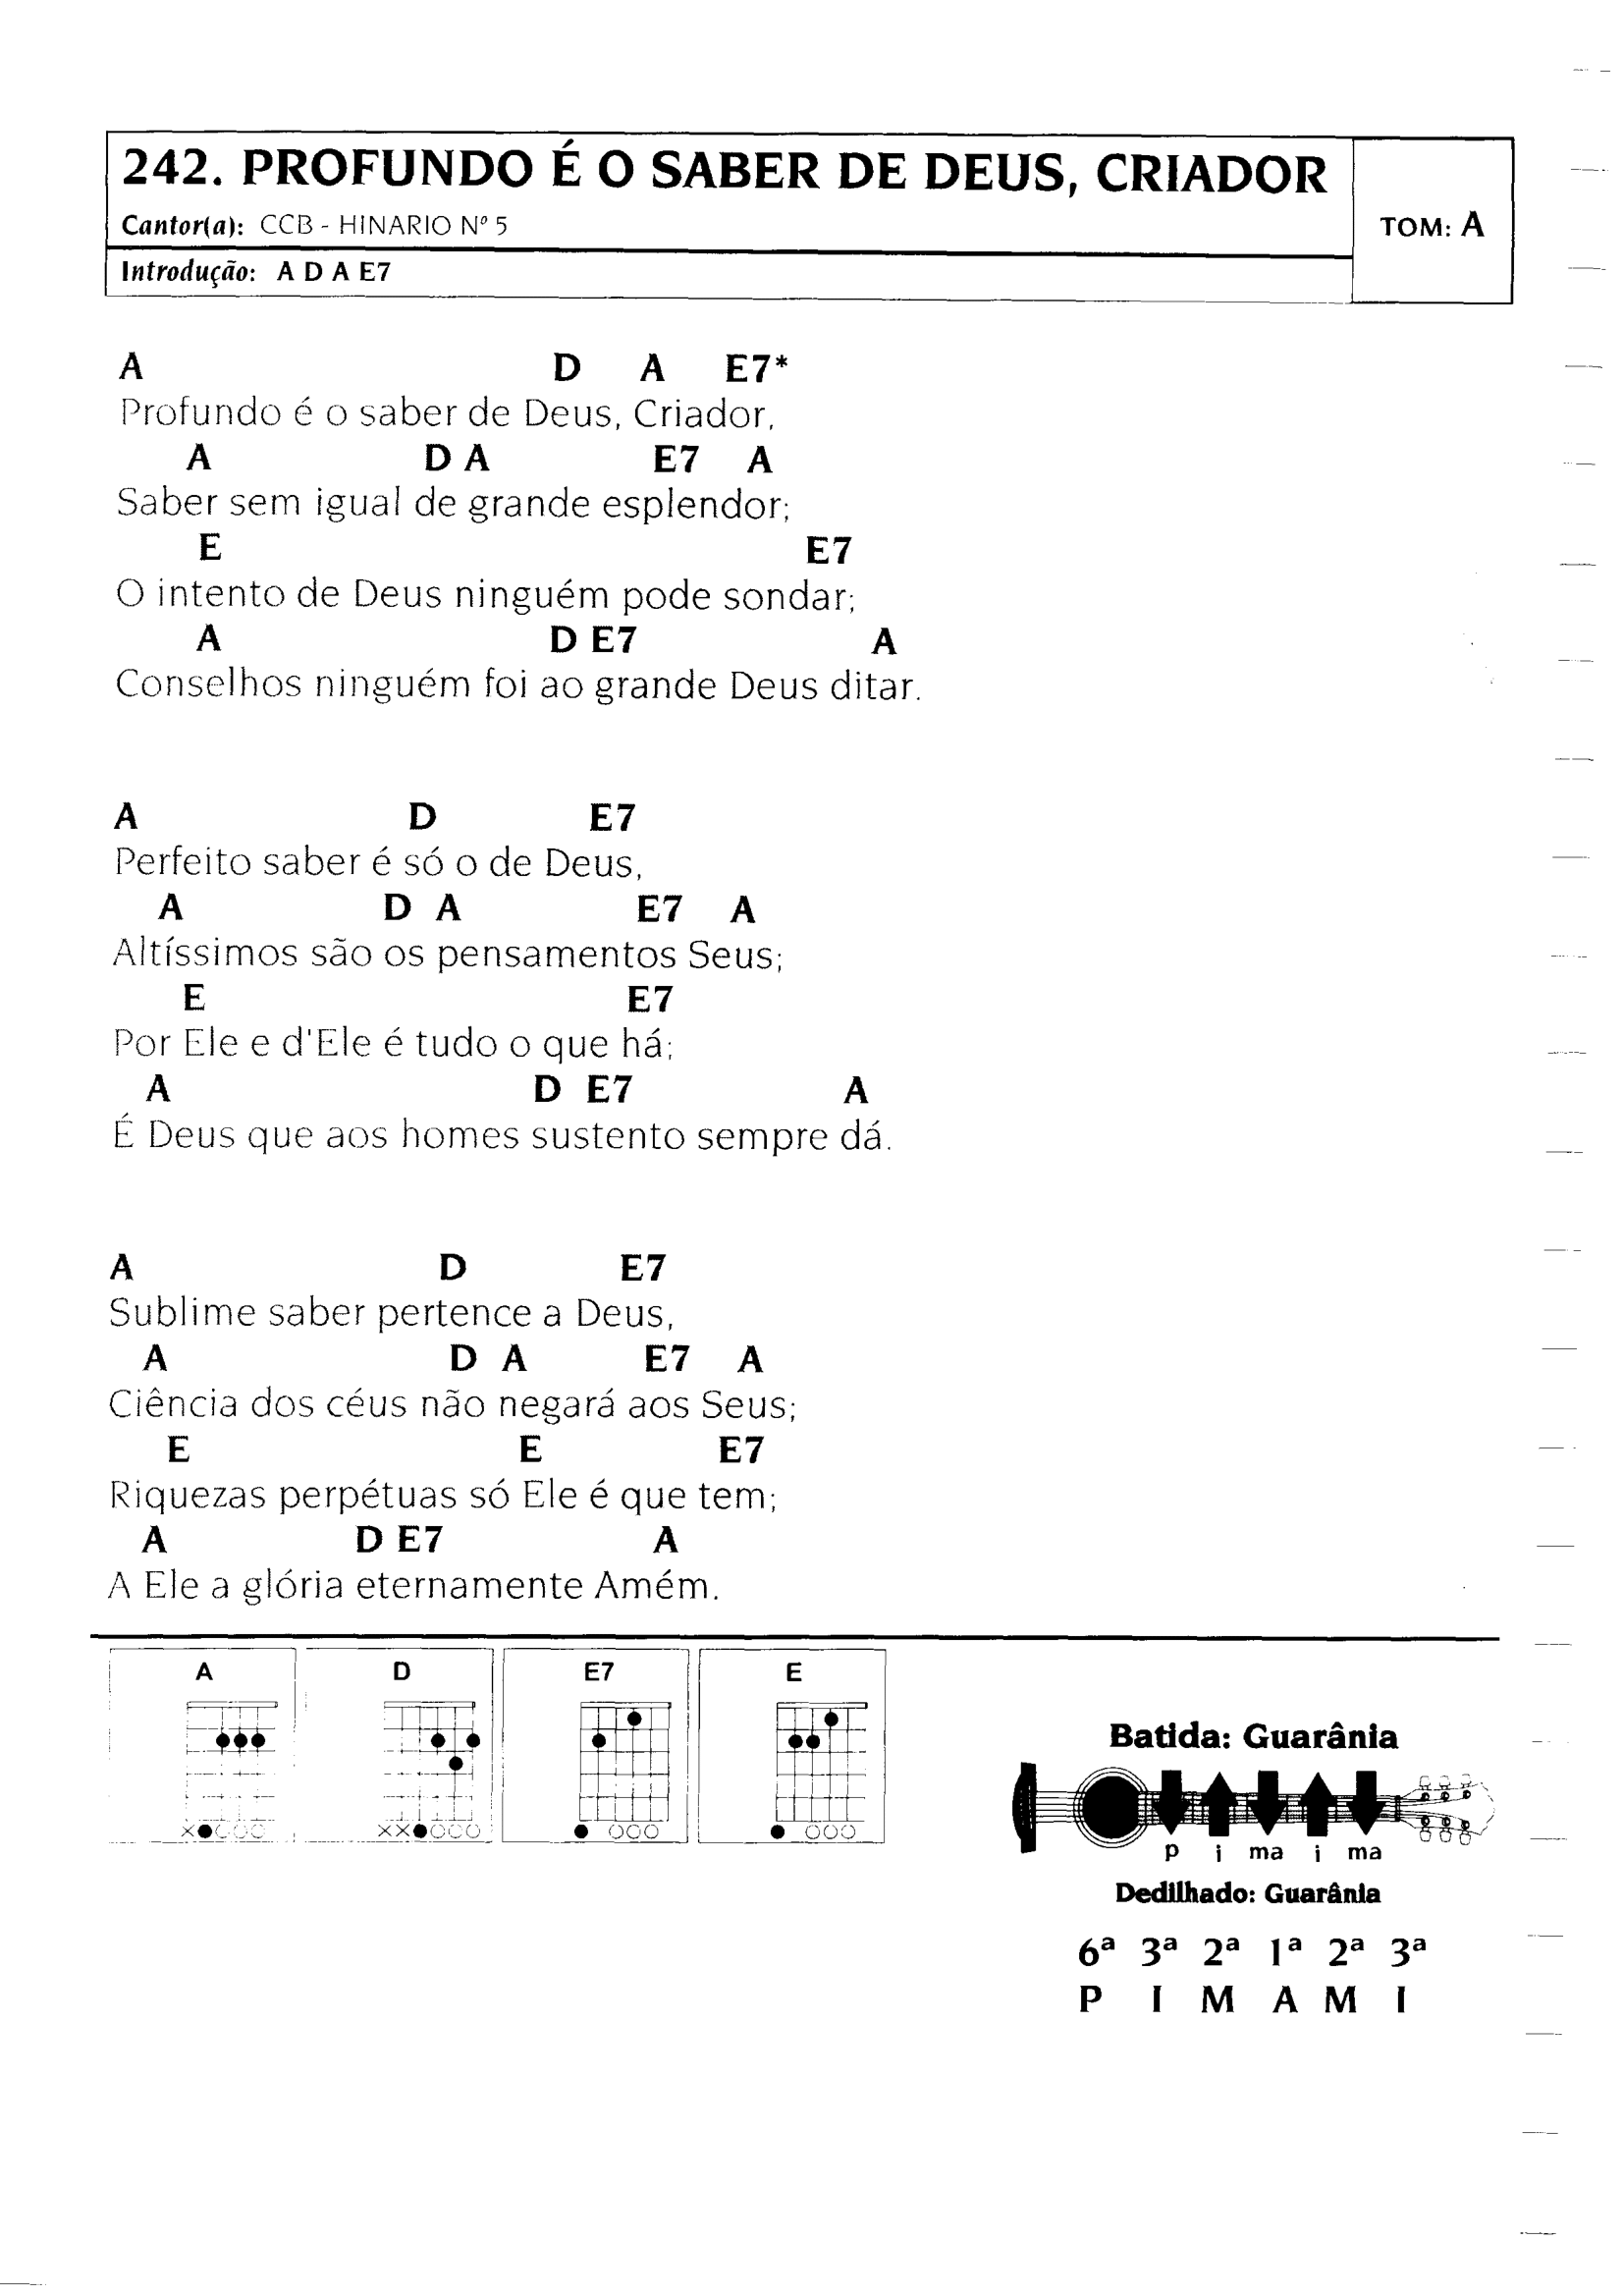 242. PROFUNDO É O SABER DE DEUS, CRIADOR
Cantor(a): CCB - HINARIO Nº 5
TOM: A
Introdução: A D A E7
A D A E7*
Profundo é o saber de Deus, Criador,
A D A E7 A
Saber sem igual de grande esplendor;
E E7
O intento de Deus ninguém pode sondar;
A D E7 A
Conselhos ninguém foi ao grande Deus ditar.
A D E7
Perfeito saber é só o de Deus,
A D A E7 A
Altíssimos são os pensamentos Seus;
E E7
Por Ele e d'Ele é tudo o que há;
A D E7 A
É Deus que aos homes sustento sempre dá.
A D E7
Sublime saber pertence a Deus,
A D A E7 A
Ciência dos céus não negará aos Seus;
E E E7
Riquezas perpétuas só Ele é que tem;
A D E7 A
A Ele a glória eternamente Amém.
A D E7 E
Batida: Guarânia
p i ma i ma
Dedilhado: Guarânia
6ª 3ª 2ª 1ª 2ª 3ª
P I M A M I